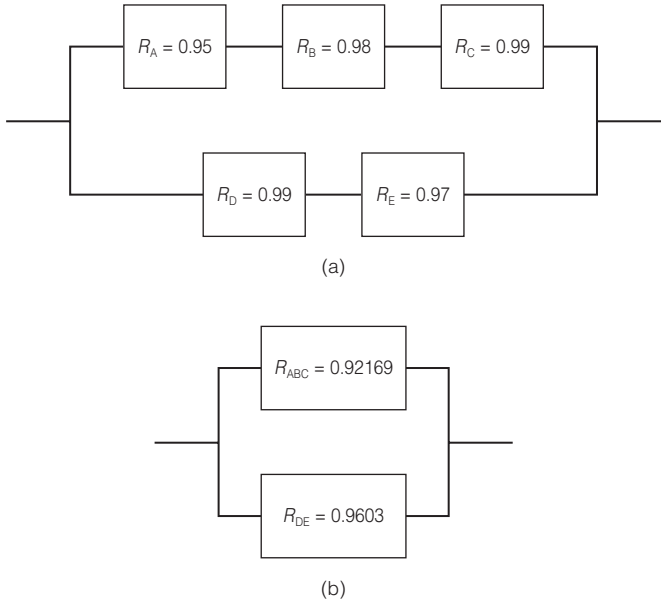 R_A = 0.95 R_B = 0.98 R_C = 0.99
R_D = 0.99 R_E = 0.97
(a)
R_ABC = 0.92169
R_DE = 0.9603
(b)